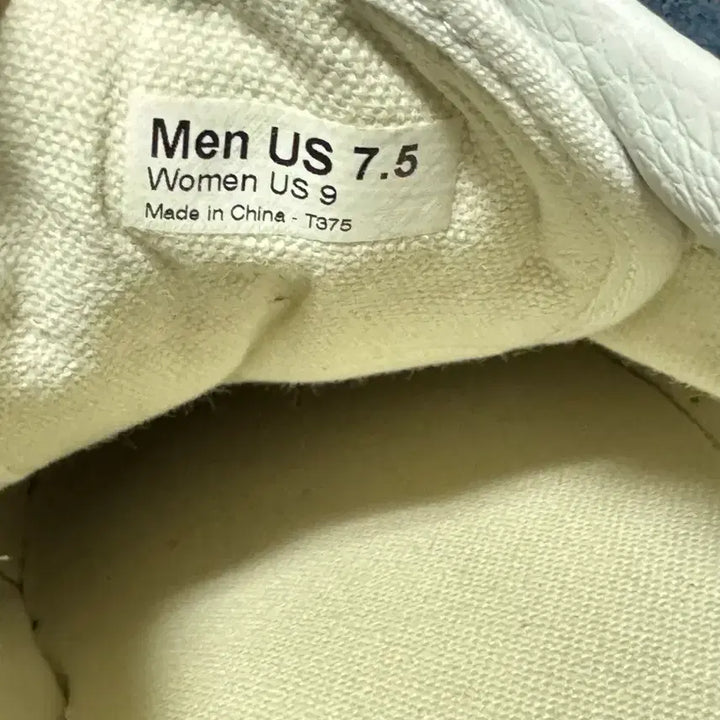 Men US 7.5
Women US 9
Made in China - T375